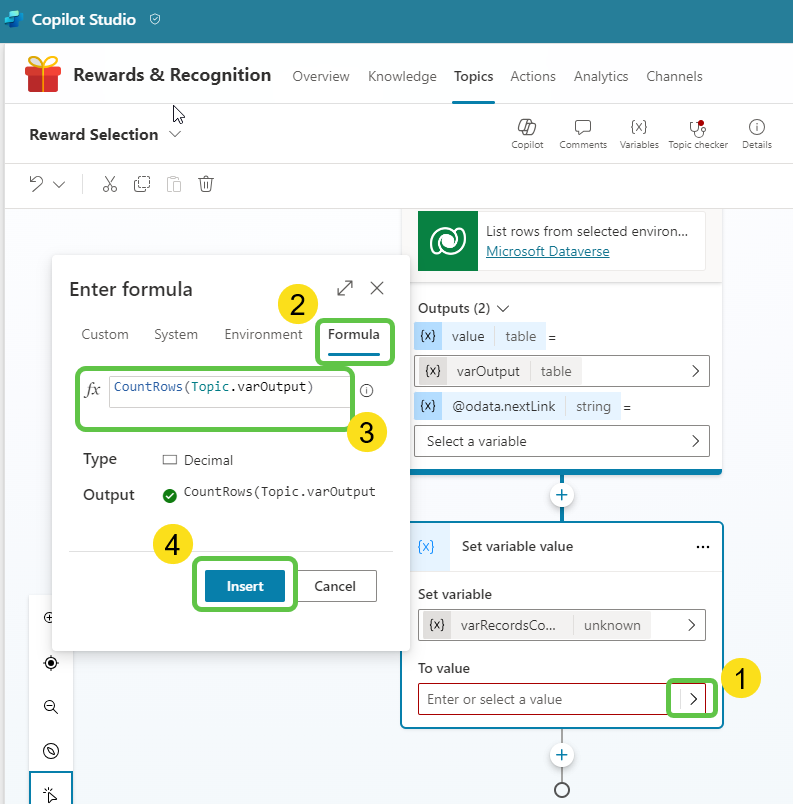 Copilot Studio
Rewards & Recognition
Overview Knowledge Topics Actions Analytics Channels
Reward Selection
Copilot Comments {x} Variables Topic checker Details
List rows from selected environ...
Microsoft Dataverse
Enter formula
2
Custom System Environment Formula
fx CountRows(Topic.varOutput)
3
Type Decimal
Output CountRows(Topic.varOutput
4
Insert Cancel
Outputs (2)
{x} value table =
{x} varOutput table
{x} @odata.nextLink string =
Select a variable
{x} Set variable value ...
Set variable
{x} varRecordsCo... unknown
To value
Enter or select a value
1